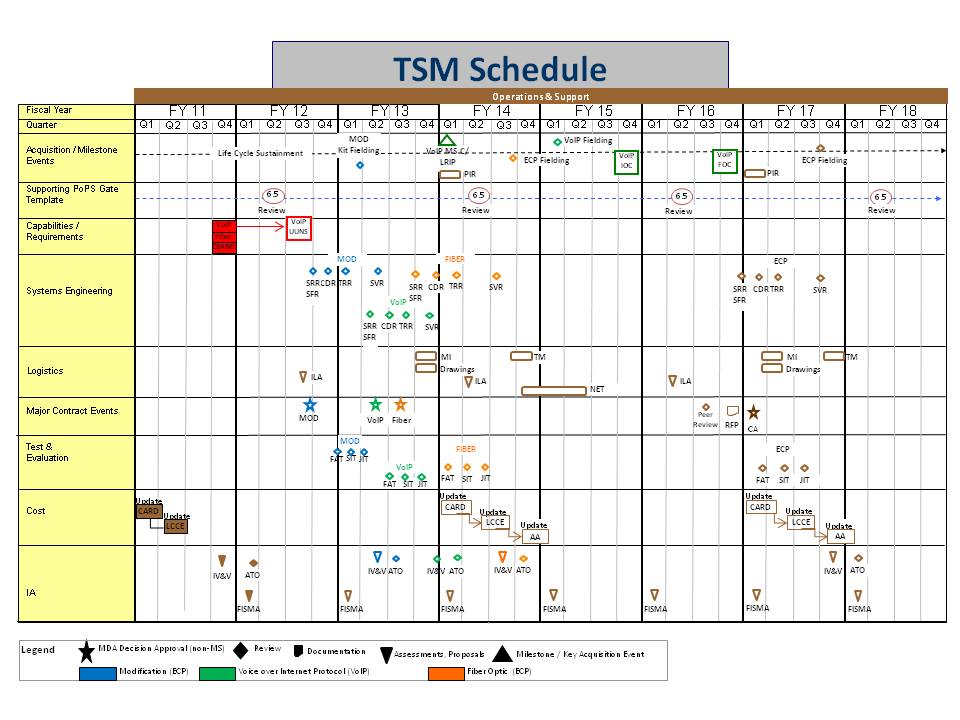 TSM Schedule
Operations & Support
Fiscal Year FY 11 FY 12 FY 13 FY 14 FY 15 FY 16 FY 17 FY 18
Quarter Q1 Q2 Q3 Q4 Q1 Q2 Q3 Q4 Q1 Q2 Q3 Q4 Q1 Q2 Q3 Q4 Q1 Q2 Q3 Q4 Q1 Q2 Q3 Q4 Q1 Q2 Q3 Q4 Q1 Q2 Q3 Q4
Acquisition / Milestone
Events
Life Cycle Sustainment
MOD
Kit Fielding
VoIP MS C/
LRIP
PIR
ECP Fielding
VoIP Fielding
VoIP
IOC
VoIP
FOC
PIR
ECP Fielding
Supporting PoPS Gate
Template
6.5 6.5 6.5 6.5
Review Review Review Review
Capabilities /
Requirements
VoIP
Fiber
VoIP
UUNS
Systems Engineering
MOD FIBER ECP
SRR CDR TRR SVR SRR CDR TRR SVR SRR CDR TRR SVR
SFR SFR SFR
VoIP
SRR CDR TRR SVR
SFR
Logistics
MI TM MI TM
Drawings Drawings
ILA ILA ILA
NET
Major Contract Events
MOD VoIP Fiber
Peer
Review
RFP CA
Test &
Evaluation
MOD
FAT SIT JIT
VoIP
FAT SIT JIT
FIBER
FAT SIT JIT
ECP
FAT SIT JIT
Cost
Update
CARD
Update
LCCE
Update
CARD
Update
LCCE
Update
AA
Update
CARD
Update
LCCE
Update
AA
IA
IV&V ATO IV&V ATO IV&V ATO IV&V ATO IV&V ATO
FISMA FISMA FISMA FISMA FISMA FISMA FISMA
Legend MDA Decision Approval (non-MS) Review Documentation Assessments, Proposals Milestone / Key Acquisition Event
Modification (ECP) Voice over Internet Protocol (VoIP) Fiber Optic (ECP)